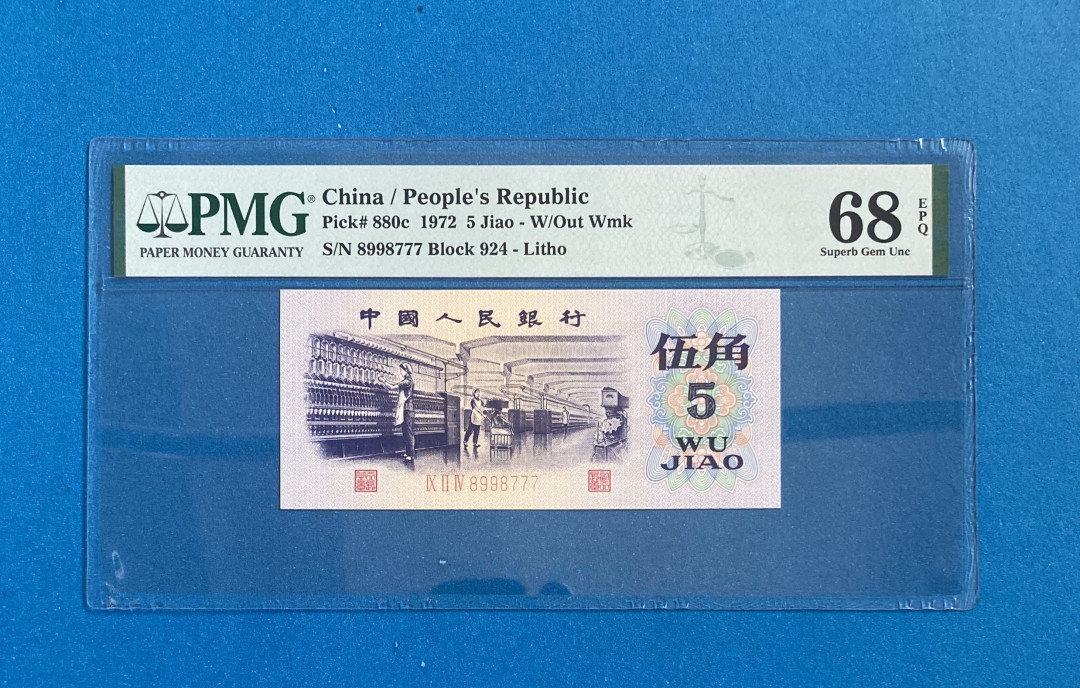 PMG®
PAPER MONEY GUARANTY
China / People's Republic
Pick# 880c 1972 5 Jiao - W/Out Wmk
S/N 8998777 Block 924 - Litho
68
EPQ
Superb Gem Unc
中國人民銀行
伍角
5
WU
JIAO
IX II IV 8998777